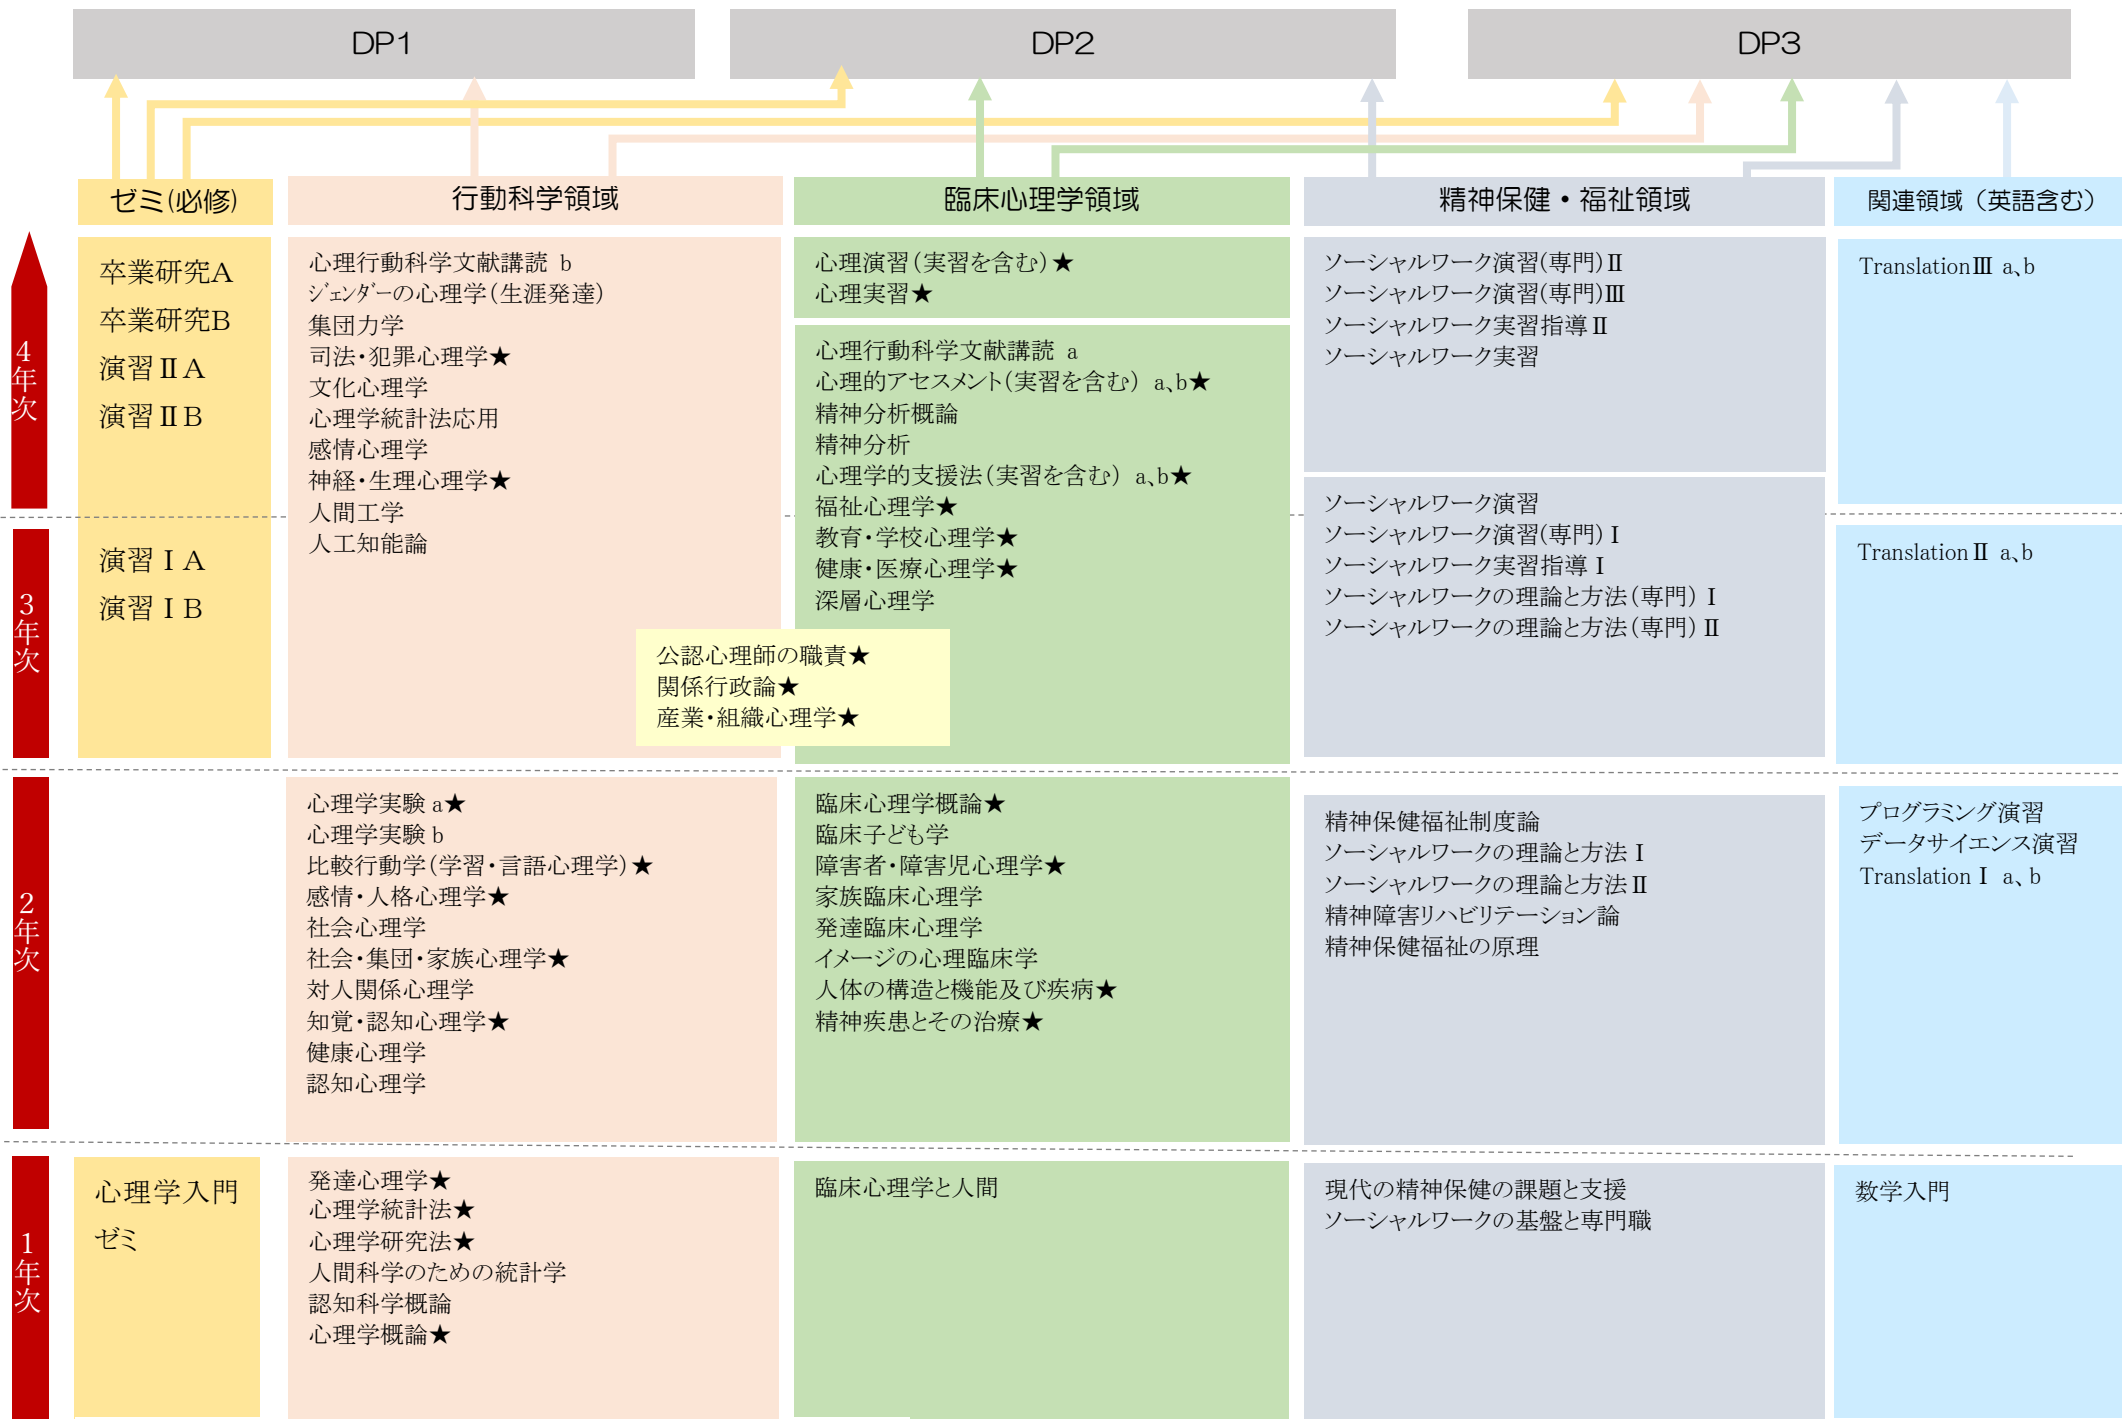 DP1
DP2
DP3
ゼミ(必修)
行動科学領域
臨床心理学領域
精神保健・福祉領域
関連領域（英語含む）
4年次
卒業研究A
卒業研究B
演習ⅡA
演習ⅡB
心理行動科学文献講読 b
ジェンダーの心理学(生涯発達)
集団力学
司法・犯罪心理学★
文化心理学
心理学統計法応用
感情心理学
神経・生理心理学★
人間工学
人工知能論
心理演習(実習を含む)★
心理実習★
心理行動科学文献講読 a
心理的アセスメント(実習を含む) a、b★
精神分析概論
精神分析
心理学的支援法(実習を含む) a、b★
福祉心理学★
教育・学校心理学★
健康・医療心理学★
深層心理学
ソーシャルワーク演習(専門)Ⅱ
ソーシャルワーク演習(専門)Ⅲ
ソーシャルワーク実習指導Ⅱ
ソーシャルワーク実習
ソーシャルワーク演習
ソーシャルワーク演習(専門)Ⅰ
ソーシャルワーク実習指導Ⅰ
ソーシャルワークの理論と方法(専門)Ⅰ
ソーシャルワークの理論と方法(専門)Ⅱ
TranslationⅢ a、b
3年次
演習ⅠA
演習ⅠB
公認心理師の職責★
関係行政論★
産業・組織心理学★
TranslationⅡ a、b
2年次
心理学実験a★
心理学実験b
比較行動学(学習・言語心理学)★
感情・人格心理学★
社会心理学
社会・集団・家族心理学★
対人関係心理学
知覚・認知心理学★
健康心理学
認知心理学
臨床心理学概論★
臨床子ども学
障害者・障害児心理学★
家族臨床心理学
発達臨床心理学
イメージの心理臨床学
人体の構造と機能及び疾病★
精神疾患とその治療★
精神保健福祉制度論
ソーシャルワークの理論と方法Ⅰ
ソーシャルワークの理論と方法Ⅱ
精神障害リハビリテーション論
精神保健福祉の原理
プログラミング演習
データサイエンス演習
TranslationⅠ a、b
1年次
心理学入門
ゼミ
発達心理学★
心理学統計法★
心理学研究法★
人間科学のための統計学
認知科学概論
心理学概論★
臨床心理学と人間
現代の精神保健の課題と支援
ソーシャルワークの基盤と専門職
数学入門